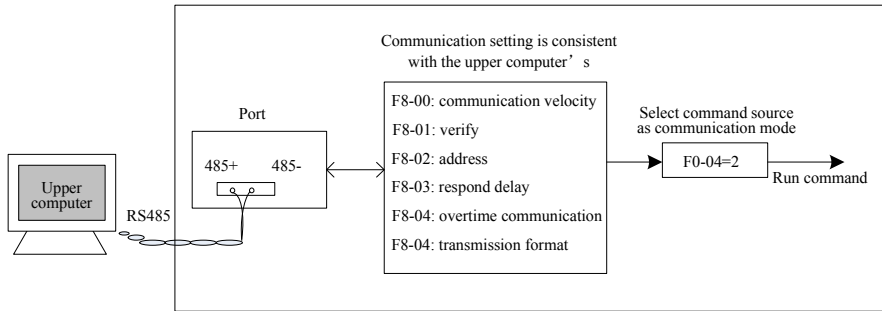 Communication setting is consistent
with the upper computer’s
F8-00: communication velocity
F8-01: verify
F8-02: address
F8-03: respond delay
F8-04: overtime communication
F8-04: transmission format
Port
485+ 485-
Upper
computer
RS485
Select command source
as communication mode
F0-04=2
Run command